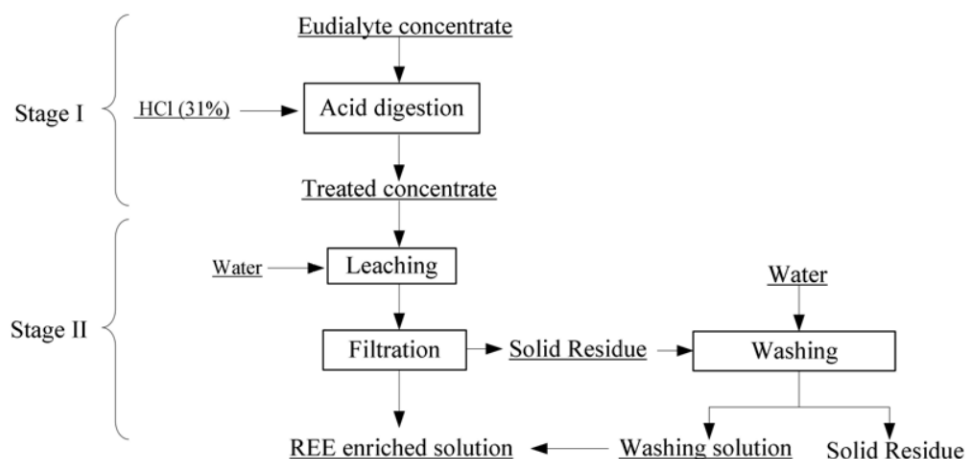 Eudialyte concentrate
Stage I
HCl (31%)
Acid digestion
Treated concentrate
Water
Leaching
Water
Stage II
Filtration
Solid Residue
Washing
REE enriched solution
Washing solution
Solid Residue